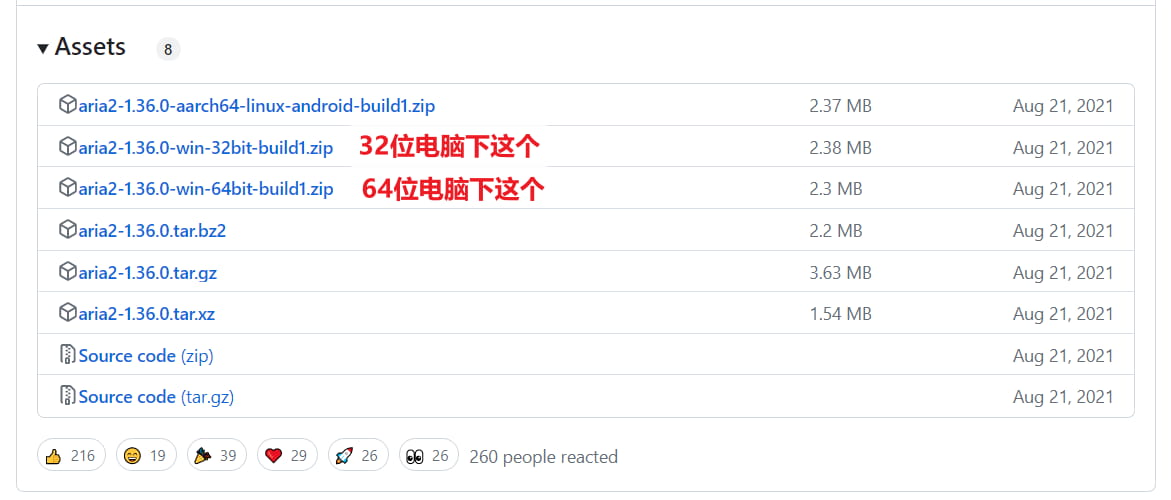 Assets 8
aria2-1.36.0-aarch64-linux-android-build1.zip 2.37 MB Aug 21, 2021
aria2-1.36.0-win-32bit-build1.zip 32位电脑下这个 2.38 MB Aug 21, 2021
aria2-1.36.0-win-64bit-build1.zip 64位电脑下这个 2.3 MB Aug 21, 2021
aria2-1.36.0.tar.bz2 2.2 MB Aug 21, 2021
aria2-1.36.0.tar.gz 3.63 MB Aug 21, 2021
aria2-1.36.0.tar.xz 1.54 MB Aug 21, 2021
Source code (zip) Aug 21, 2021
Source code (tar.gz) Aug 21, 2021
216 19 39 29 26 26 260 people reacted